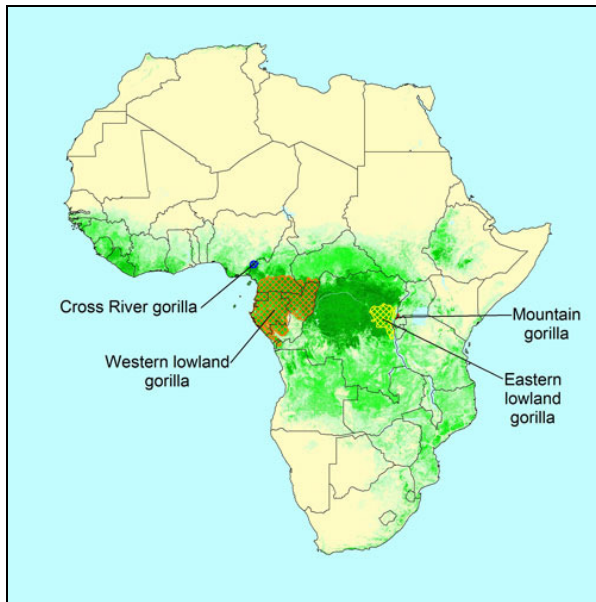 Cross River gorilla
Western lowland
gorilla
Mountain
gorilla
Eastern
lowland
gorilla